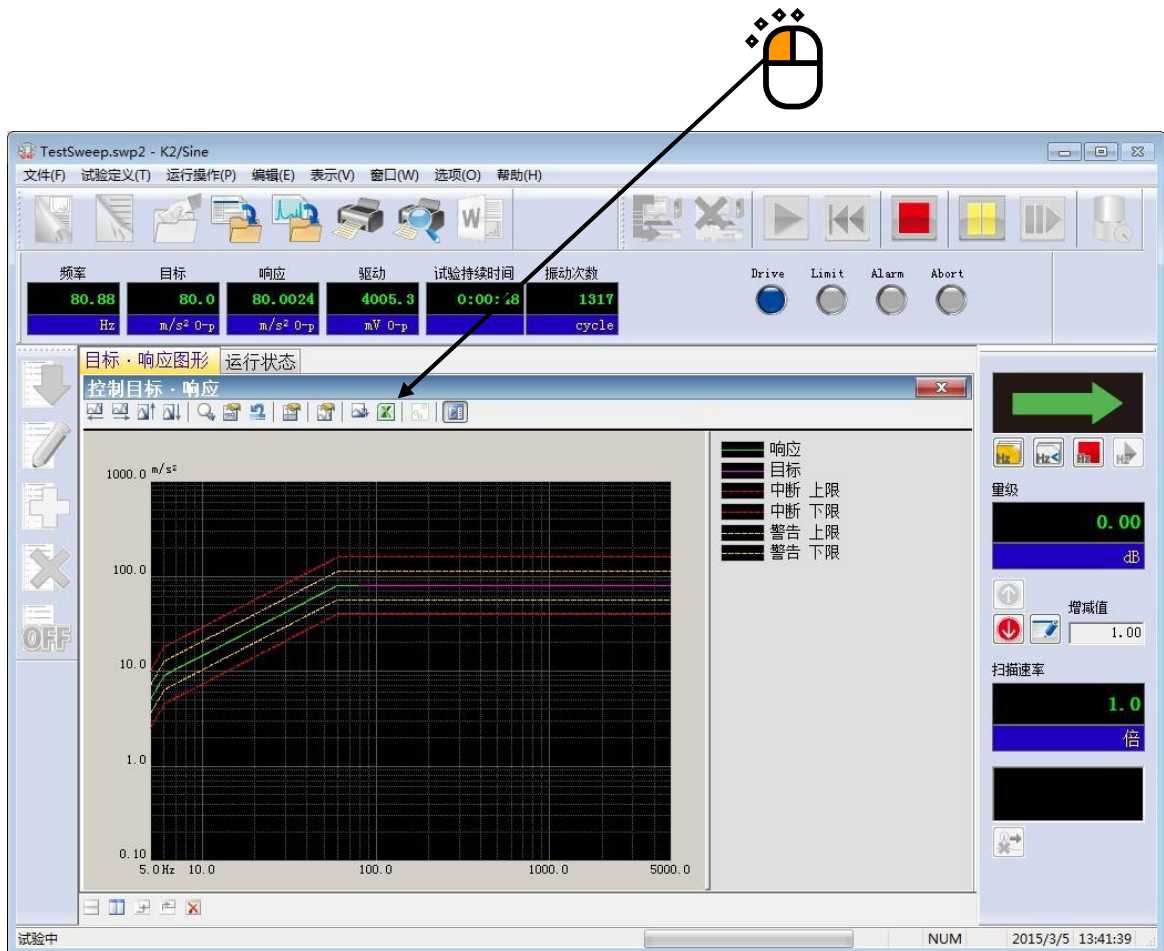 TestSweep.swp2 - K2/Sine
文件(F) 试验定义(T) 运行操作(P) 编辑(E) 表示(V) 窗口(W) 选项(O) 帮助(H)
W
频率 目标 响应 驱动 试验持续时间 振动次数 Drive Limit Alarm Abort
80.88 80.0 80.0024 4005.3 1317
Hz m/s² 0-p m/s² 0-p mV 0-p cycle
目标・响应图形 运行状态
控制目标・响应
响应
目标
中断 上限
中断 下限
警告 上限
警告 下限
1000.0 m/s²
100.0
10.0
1.0
0.10
5.0Hz 10.0 100.0 1000.0 5000.0
OFF
Hz Hz Hz Hz
量级
0.00
dB
增减值
1.00
扫描速率
1.0
倍
试验中 NUM 2015/3/5 13:41:39